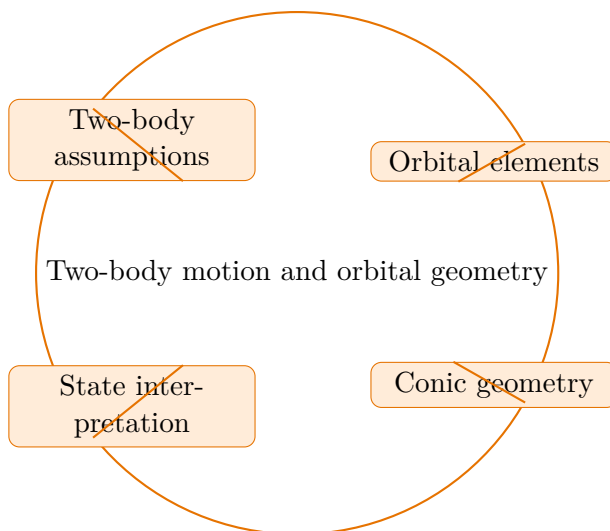 Two-body
assumptions
Orbital elements
Two-body motion and orbital geometry
State inter-
pretation
Conic geometry